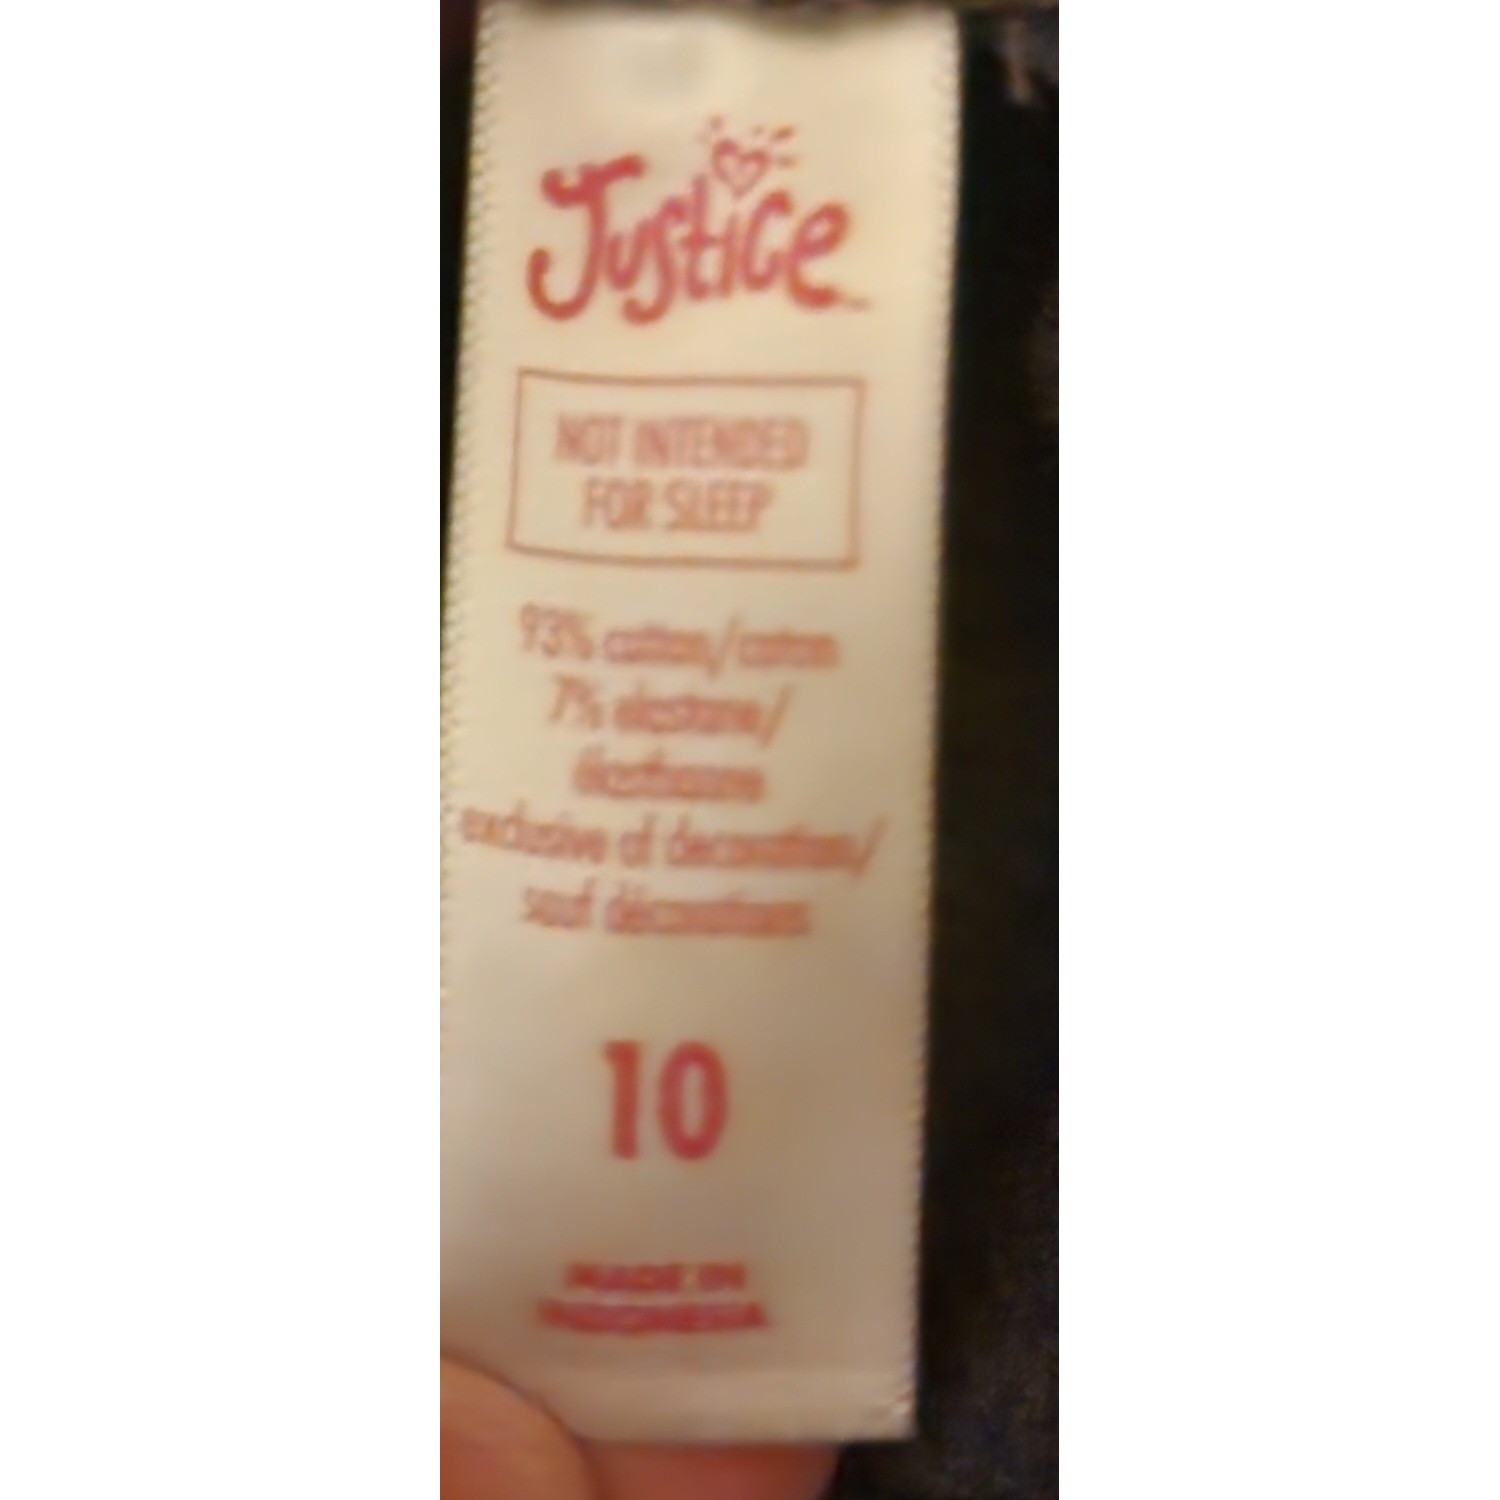 Justice
NOT INTENDED
FOR SLEEP
93% cotton/coton
7% elastane/
élasthanne
exclusive of decoration/
sauf décorations
10
MADE IN
INDONESIA